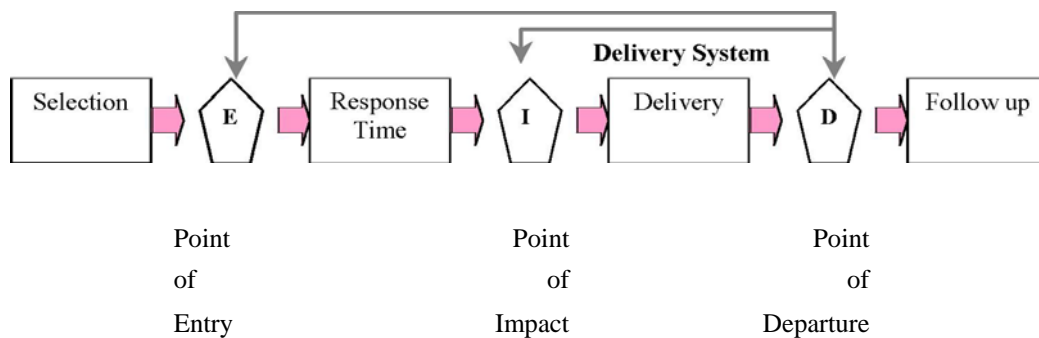 Delivery System
Selection
E
Response
Time
I
Delivery
D
Follow up
Point
of
Entry
Point
of
Impact
Point
of
Departure